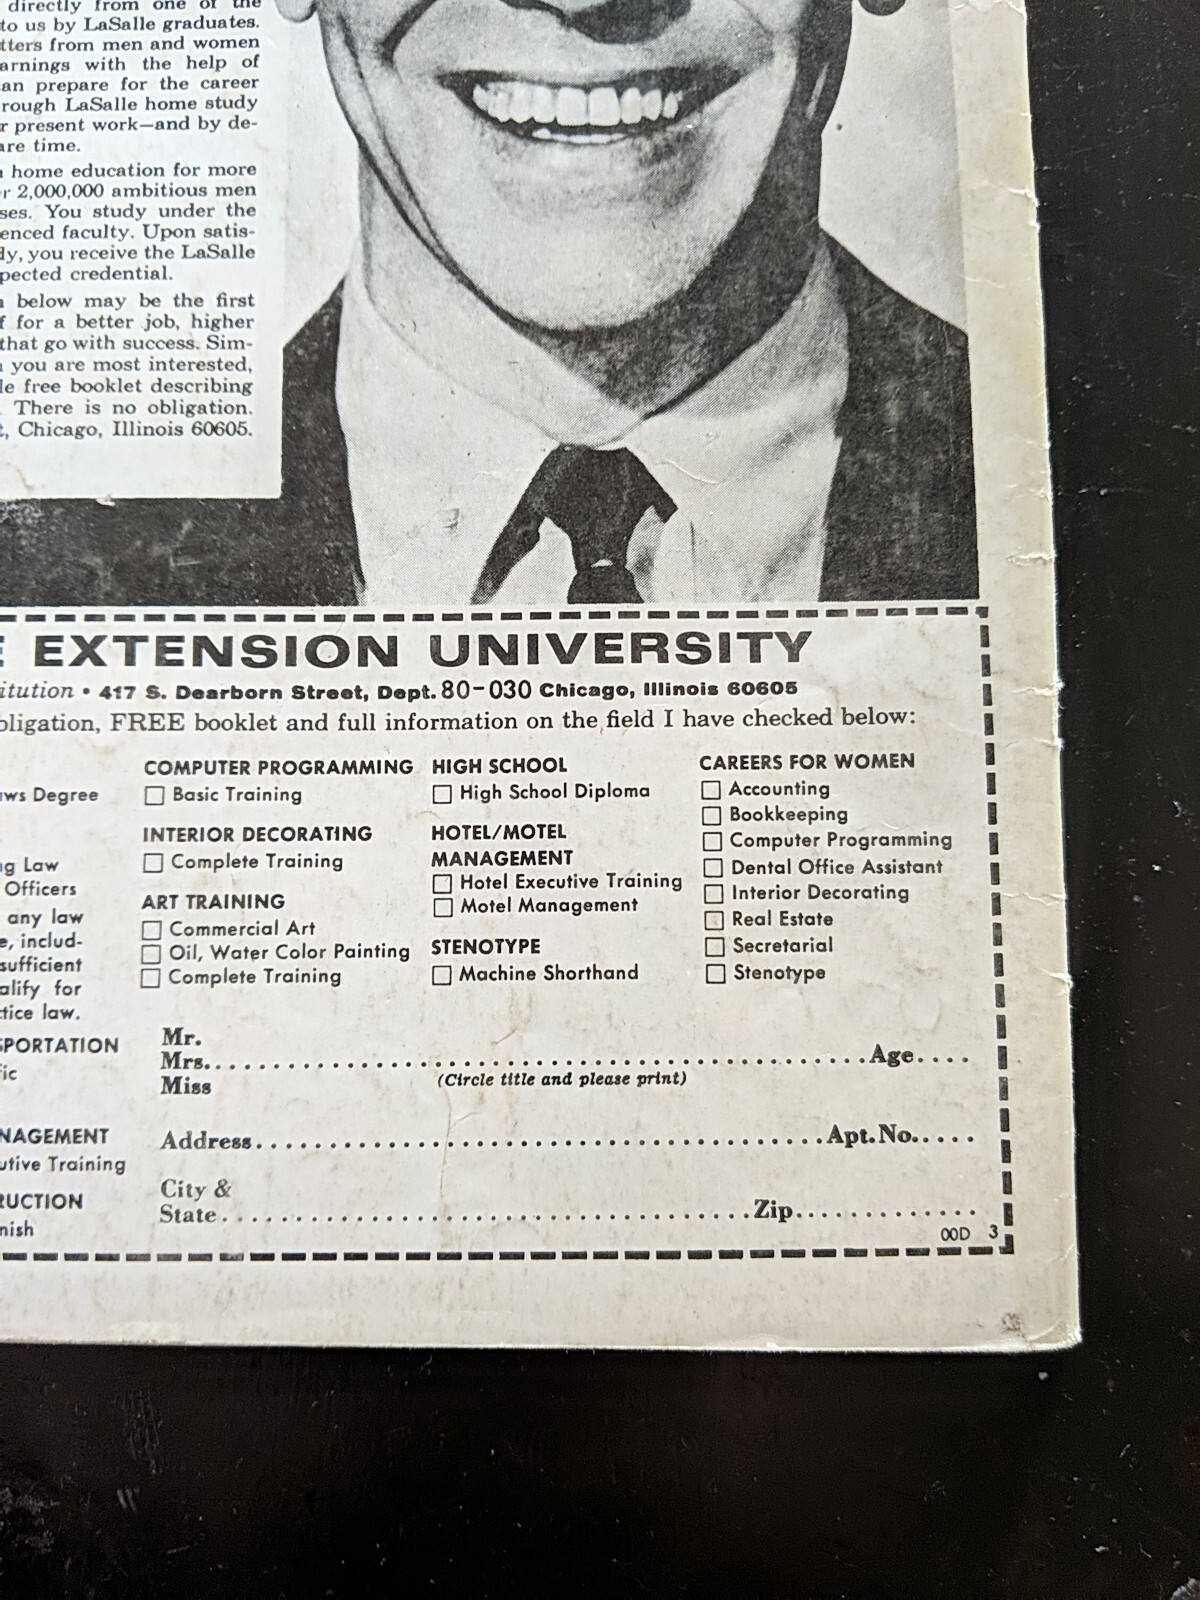 directly from one of the
to us by LaSalle graduates.
tters from men and women
arnings with the help of
an prepare for the career
rough LaSalle home study
r present work—and by de-
are time.
home education for more
r 2,000,000 ambitious men
ses. You study under the
enced faculty. Upon satis-
ly, you receive the LaSalle
pected credential.
below may be the first
f for a better job, higher
that go with success. Sim-
you are most interested,
le free booklet describing
. There is no obligation.
t, Chicago, Illinois 60605.
E EXTENSION UNIVERSITY
itution • 417 S. Dearborn Street, Dept. 80-030 Chicago, Illinois 60605
bligation, FREE booklet and full information on the field I have checked below:
aws Degree
ng Law
Officers
any law
e, includ-
sufficient
alify for
tice law.
SPORTATION
ic
NAGEMENT
utive Training
RUCTION
nish
COMPUTER PROGRAMMING
Basic Training
INTERIOR DECORATING
Complete Training
ART TRAINING
Commercial Art
Oil, Water Color Painting
Complete Training
HIGH SCHOOL
High School Diploma
HOTEL/MOTEL
MANAGEMENT
Hotel Executive Training
Motel Management
STENOTYPE
Machine Shorthand
CAREERS FOR WOMEN
Accounting
Bookkeeping
Computer Programming
Dental Office Assistant
Interior Decorating
Real Estate
Secretarial
Stenotype
Mr.
Mrs. Age
Miss
(Circle title and please print)
Address Apt. No.
City &
State Zip
00D 3